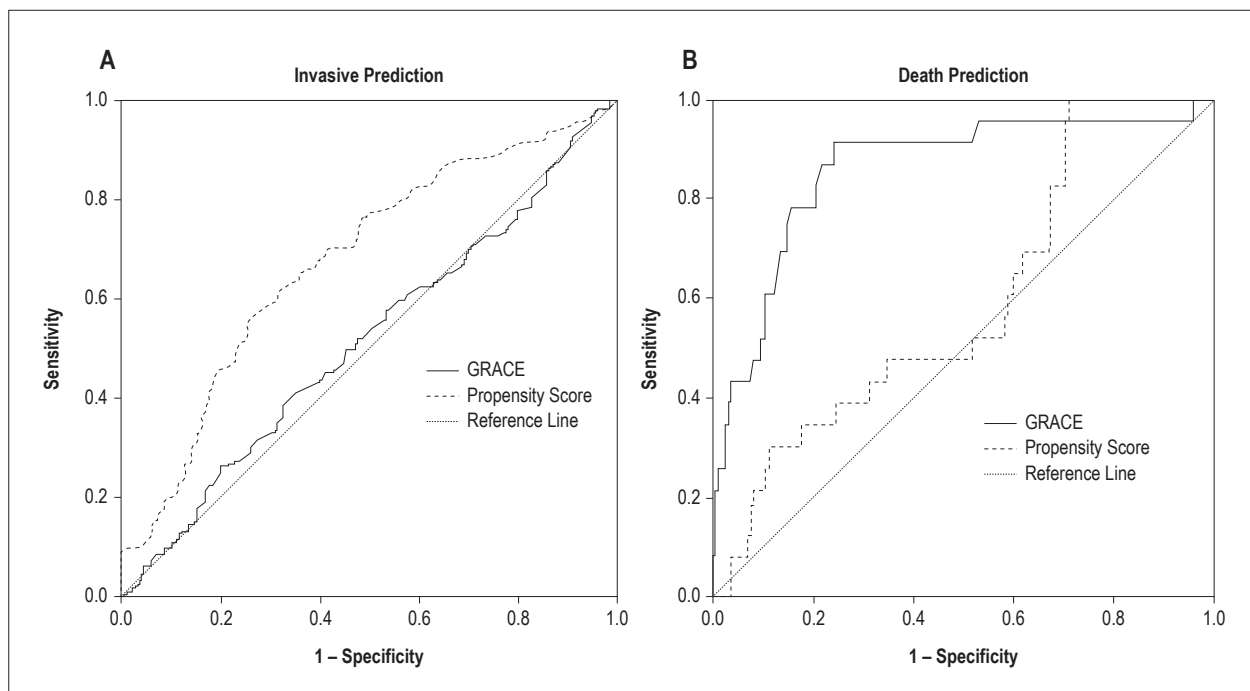 A
Invasive Prediction
1.0
0.8
0.6
0.4
0.2
0.0
Sensitivity
GRACE
Propensity Score
Reference Line
0.0 0.2 0.4 0.6 0.8 1.0
1 – Specificity
B
Death Prediction
1.0
0.8
0.6
0.4
0.2
0.0
Sensitivity
GRACE
Propensity Score
Reference Line
0.0 0.2 0.4 0.6 0.8 1.0
1 – Specificity